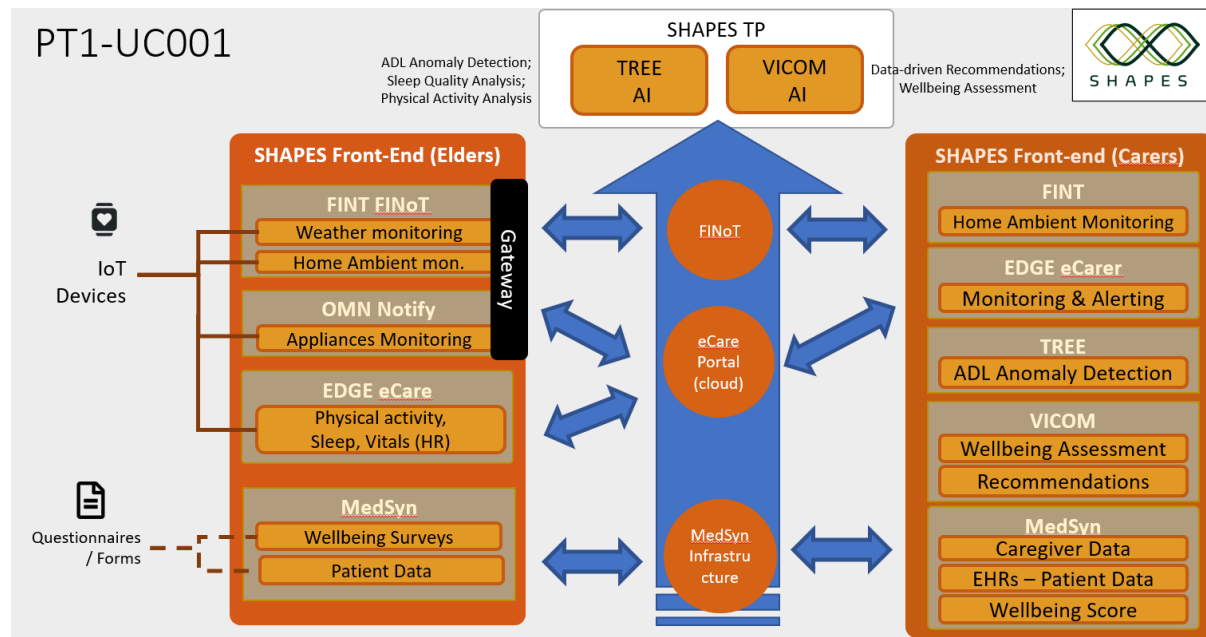 PT1-UC001
SHAPES TP
TREE
AI
VICOM
AI
ADL Anomaly Detection;
Sleep Quality Analysis;
Physical Activity Analysis
Data-driven Recommendations;
Wellbeing Assessment
SHAPES
SHAPES Front-End (Elders)
FINT FINoT
Weather monitoring
Home Ambient mon.
OMN Notify
Appliances Monitoring
EDGE eCare
Physical activity,
Sleep, Vitals (HR)
MedSyn
Wellbeing Surveys
Patient Data
Gateway
IoT
Devices
Questionnaires
/ Forms
FINoT
eCare
Portal
(cloud)
MedSyn
Infrastru
cture
SHAPES Front-end (Carers)
FINT
Home Ambient Monitoring
EDGE eCarer
Monitoring & Alerting
TREE
ADL Anomaly Detection
VICOM
Wellbeing Assessment
Recommendations
MedSyn
Caregiver Data
EHRs – Patient Data
Wellbeing Score